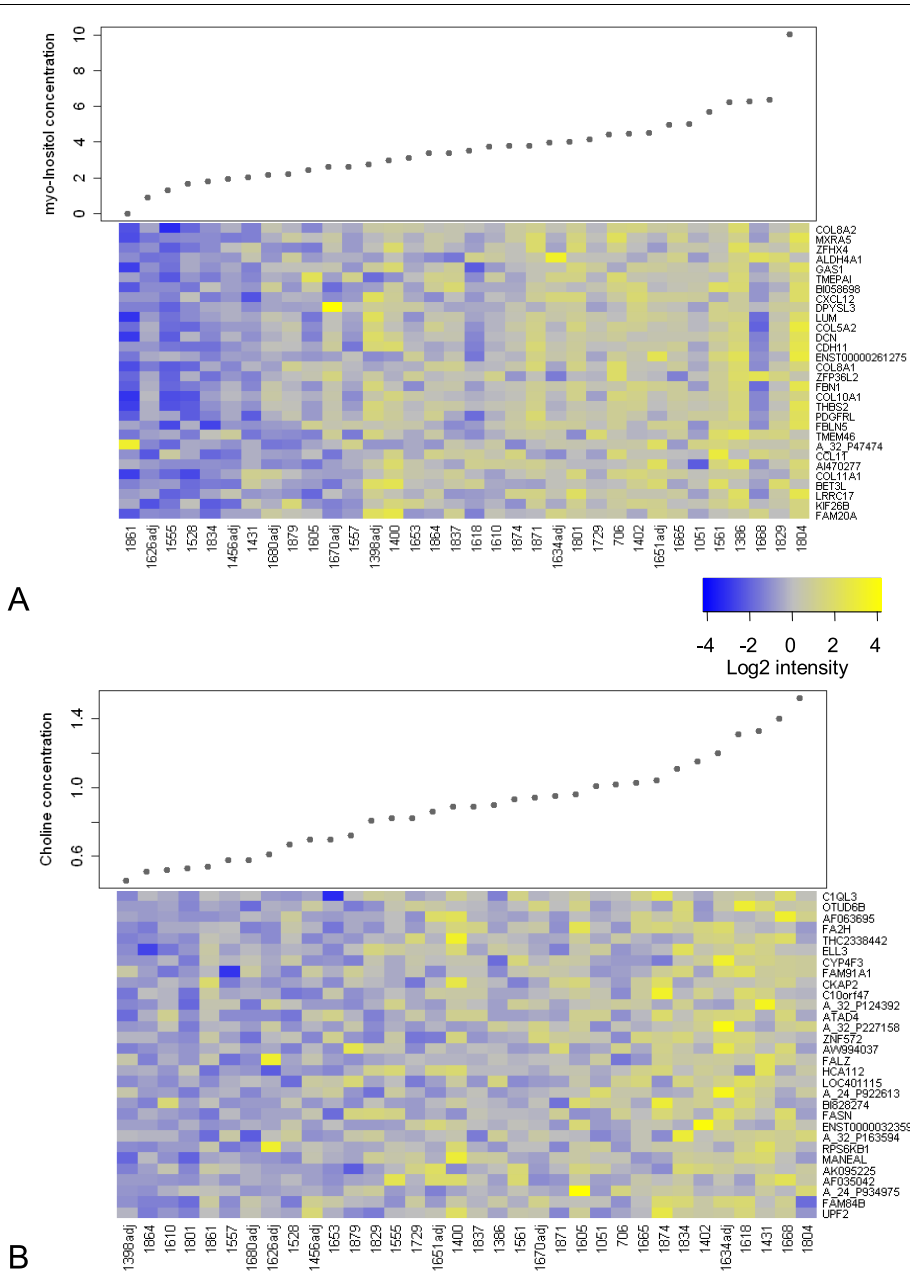 10
8
6
4
2
0
myo-Inositol concentration
COL8A2
MXRA5
ZFHX4
ALDH4A1
GAS1
TMEPAI
BI058698
CXCL12
DPYSL3
LUM
COL5A2
DCN
CDH11
ENST00000261275
COL8A1
ZFP36L2
FBN1
COL10A1
THBS2
PDGFRL
FBLN5
TMEM46
A_32_P47474
CCL11
AI470277
COL11A1
BET3L
LRRC17
KIF26B
FAM20A
1861 1626adj 1555 1528 1834 1456adj 1431 1680adj 1879 1605 1670adj 1557 1398adj 1400 1653 1864 1837 1618 1610 1874 1871 1634adj 1801 1729 706 1402 1651adj 1665 1051 1561 1386 1668 1829 1804
A
-4 -2 0 2 4
Log2 intensity
1.4
1.0
0.6
Choline concentration
C1QL3
OTUD6B
AF063695
FA2H
THC2338442
ELL3
CYP4F3
FAM91A1
CKAP2
C10orf47
A_32_P124392
ATAD4
A_32_P227158
ZNF572
AW994037
FALZ
HCA112
LOC401115
A_24_P922613
BI828274
FASN
ENST0000032359
A_32_P163594
RPS6KB1
MANEAL
AK095225
AF035042
A_24_P934975
FAM84B
UPF2
1398adj 1864 1610 1801 1861 1557 1680adj 1626adj 1528 1456adj 1653 1879 1829 1555 1729 1651adj 1400 1837 1386 1561 1670adj 1871 1605 1051 706 1665 1874 1834 1402 1634adj 1618 1431 1668 1804
B